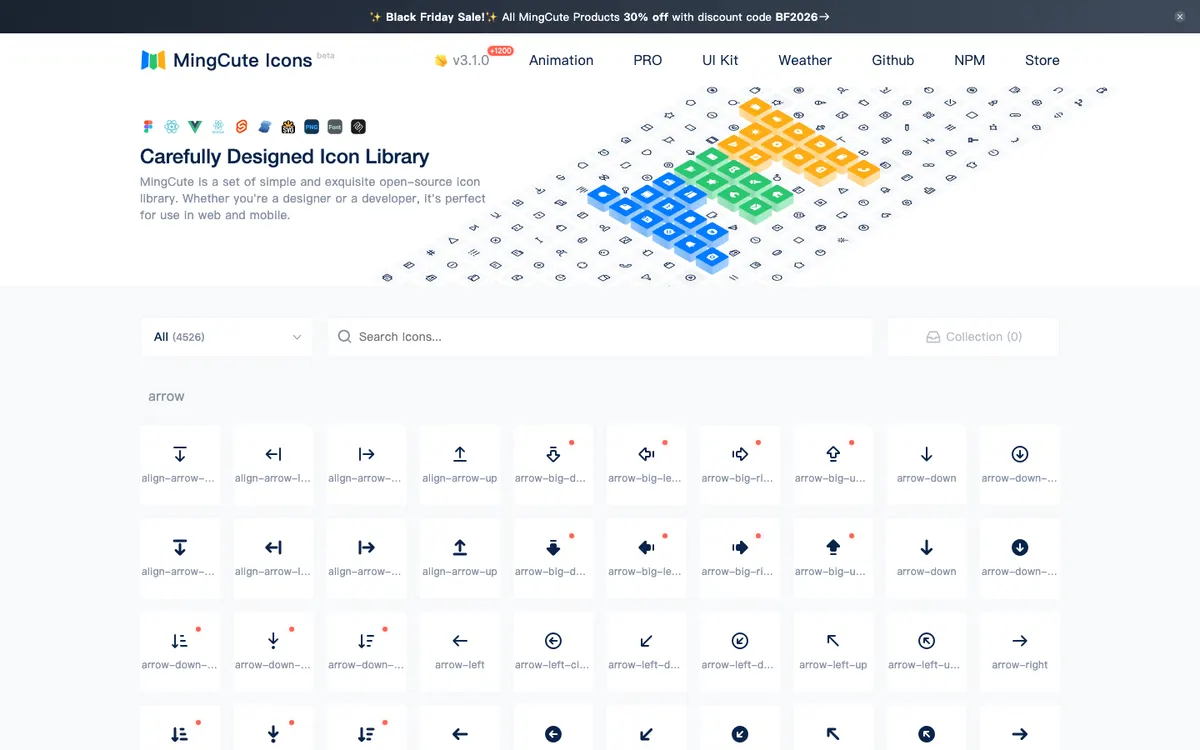 ✨ Black Friday Sale!✨ All MingCute Products 30% off with discount code BF2026→
MingCute Icons beta
👏 v3.1.0 +1200 Animation PRO UI Kit Weather Github NPM Store
SVG PNG Font
Carefully Designed Icon Library
MingCute is a set of simple and exquisite open-source icon
library. Whether you're a designer or a developer, it's perfect
for use in web and mobile.
All (4526) Search Icons... Collection (0)
arrow
align-arrow-... align-arrow-l... align-arrow-... align-arrow-up arrow-big-d... arrow-big-le... arrow-big-ri... arrow-big-u... arrow-down arrow-down-...
align-arrow-... align-arrow-l... align-arrow-... align-arrow-up arrow-big-d... arrow-big-le... arrow-big-ri... arrow-big-u... arrow-down arrow-down-...
arrow-down-... arrow-down-... arrow-down-... arrow-left arrow-left-ci... arrow-left-d... arrow-left-d... arrow-left-up arrow-left-u... arrow-right